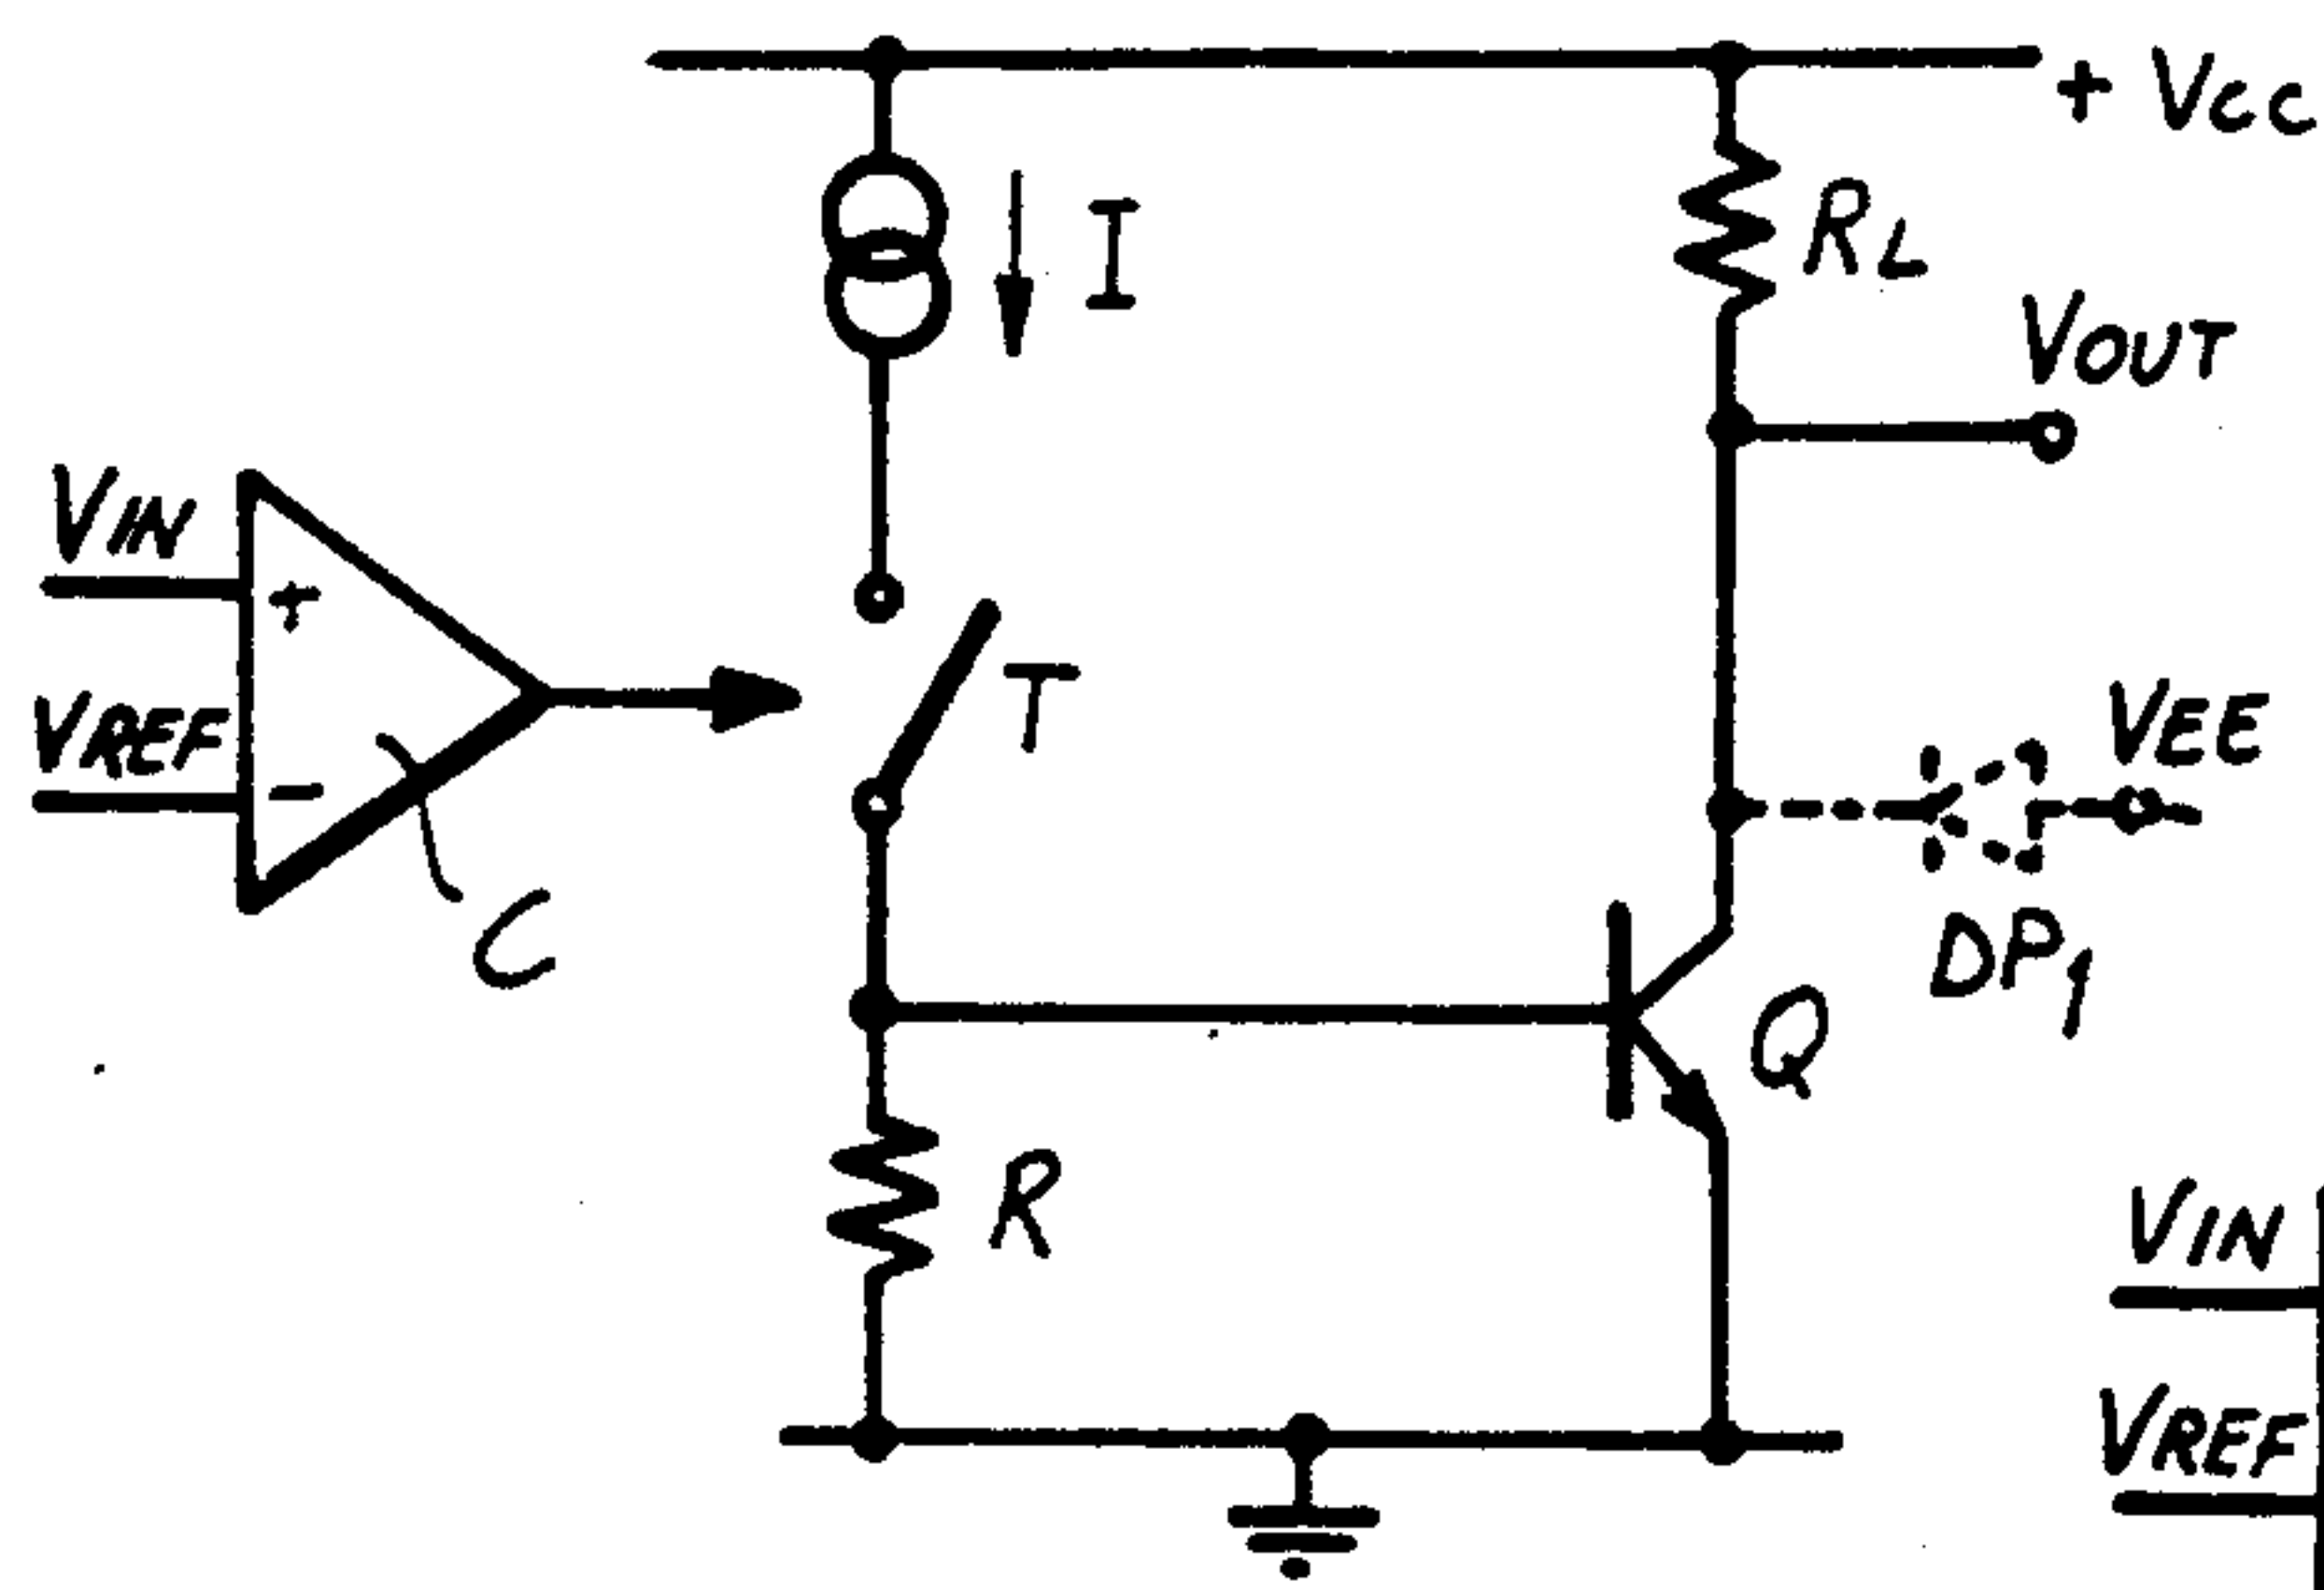 + VCC
I
RL
VOUT
VIN
+
VREF
-
T
C
VEE
DP1
Q
R
VIN
VREF